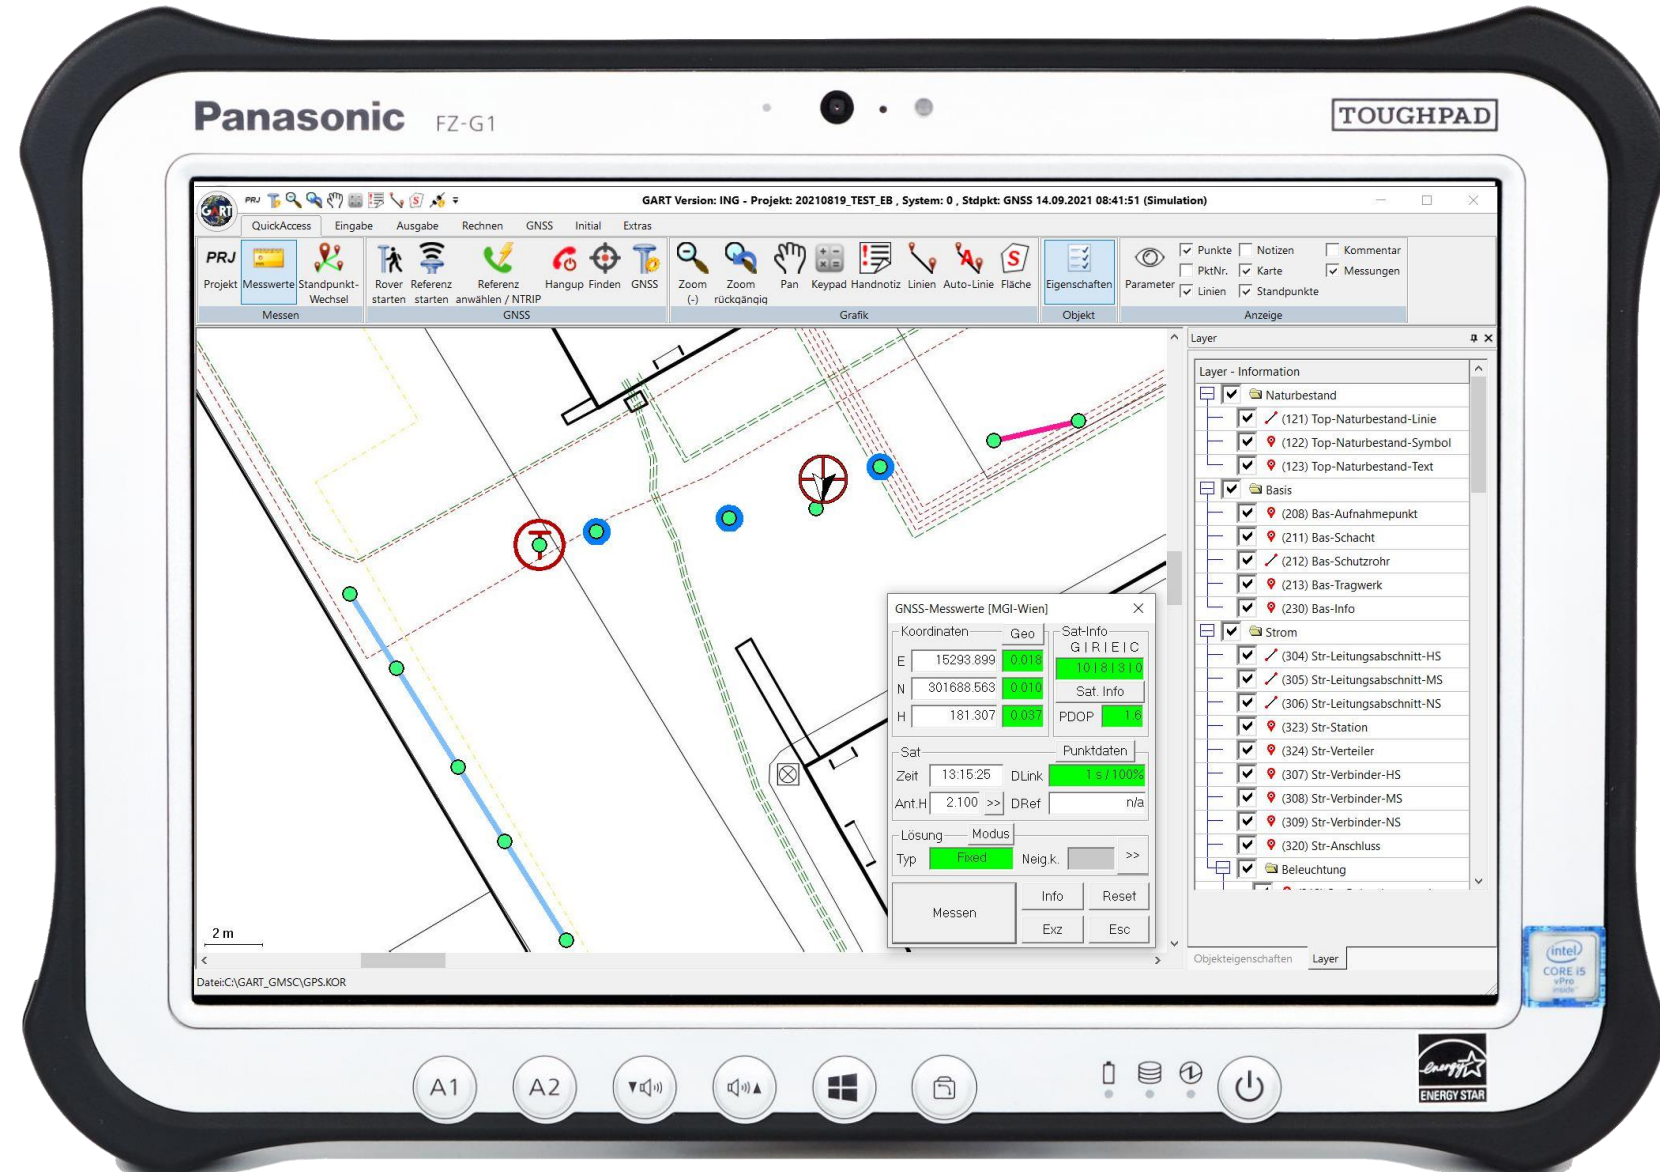 Panasonic FZ-G1
TOUGHPAD
GART
PRJ
GART Version: ING - Projekt: 20210819_TEST_EB , System: 0 , Stdpkt: GNSS 14.09.2021 08:41:51 (Simulation)
QuickAccess Eingabe Ausgabe Rechnen GNSS Initial Extras
PRJ
Projekt Messwerte Standpunkt-Wechsel
Messen
Rover starten Referenz starten Referenz anwählen / NTRIP Hangup Finden GNSS
GNSS
Zoom (-) Zoom rückgängig Pan Keypad Handnotiz Linien Auto-Linie Fläche
Grafik
Eigenschaften
Objekt
Parameter
Punkte Notizen Kommentar
PktNr. Karte Messungen
Linien Standpunkte
Anzeige
2 m
Datei:C:\GART_GMSC\GPS.KOR
GNSS-Messwerte [MGI-Wien]
Koordinaten Geo
E 15293.899 0.018
N 301688.563 0.010
H 181.307 0.037
Sat-Info
G | R | E | C
10 | 8 | 3 | 0
Sat. Info
PDOP 1.6
Sat Punktdaten
Zeit 13:15:25 DLink 1 s / 100%
Ant.H 2.100 >> DRef n/a
Lösung Modus
Typ Fixed Neig.k. >>
Messen Info Reset
Exz Esc
Layer
Layer - Information
Naturbestand
(121) Top-Naturbestand-Linie
(122) Top-Naturbestand-Symbol
(123) Top-Naturbestand-Text
Basis
(208) Bas-Aufnahmepunkt
(211) Bas-Schacht
(212) Bas-Schutzrohr
(213) Bas-Tragwerk
(230) Bas-Info
Strom
(304) Str-Leitungsabschnitt-HS
(305) Str-Leitungsabschnitt-MS
(306) Str-Leitungsabschnitt-NS
(323) Str-Station
(324) Str-Verteiler
(307) Str-Verbinder-HS
(308) Str-Verbinder-MS
(309) Str-Verbinder-NS
(320) Str-Anschluss
Beleuchtung
Objekteigenschaften Layer
intel
CORE i5
vPro
inside
A1 A2
energy
ENERGY STAR